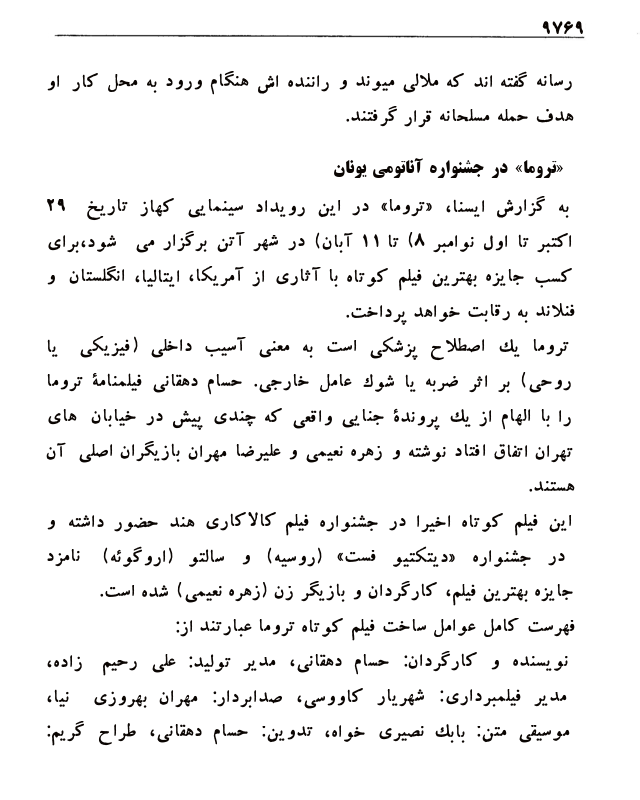 ۹۷۶۹
رسانه گفته اند که ملالی میوند و راننده اش هنگام ورود به محل کار او
هدف حمله مسلحانه قرار گرفتند.
«تروما» در جشنواره آناتومی یونان
به گزارش ایسنا، «تروما» در این رویداد سینمایی کهاز تاریخ ۲۹
اکتبر تا اول نوامبر ۸) تا ۱۱ آبان) در شهر آتن برگزار می شود،برای
کسب جایزه بهترین فیلم کوتاه با آثاری از آمریکا، ایتالیا، انگلستان و
فنلاند به رقابت خواهد پرداخت.
تروما یك اصطلاح پزشکی است به معنی آسیب داخلی (فیزیکی یا
روحی) بر اثر ضربه یا شوك عامل خارجی. حسام دهقانی فیلمنامۀ تروما
را با الهام از یك پروندۀ جنایی واقعی که چندی پیش در خیابان های
تهران اتفاق افتاد نوشته و زهره نعیمی و علیرضا مهران بازیگران اصلی آن
هستند.
این فیلم کوتاه اخیرا در جشنواره فیلم کالاکاری هند حضور داشته و
در جشنواره «دیتکتیو فست» (روسیه) و سالتو (اروگوئه) نامزد
جایزه بهترین فیلم، کارگردان و بازیگر زن (زهره نعیمی) شده است.
فهرست کامل عوامل ساخت فیلم کوتاه تروما عبارتند از:
نویسنده و کارگردان: حسام دهقانی، مدیر تولید: علی رحیم زاده،
مدیر فیلمبرداری: شهریار کاووسی، صدابردار: مهران بهروزی نیا،
موسیقی متن: بابك نصیری خواه، تدوین: حسام دهقانی، طراح گریم: